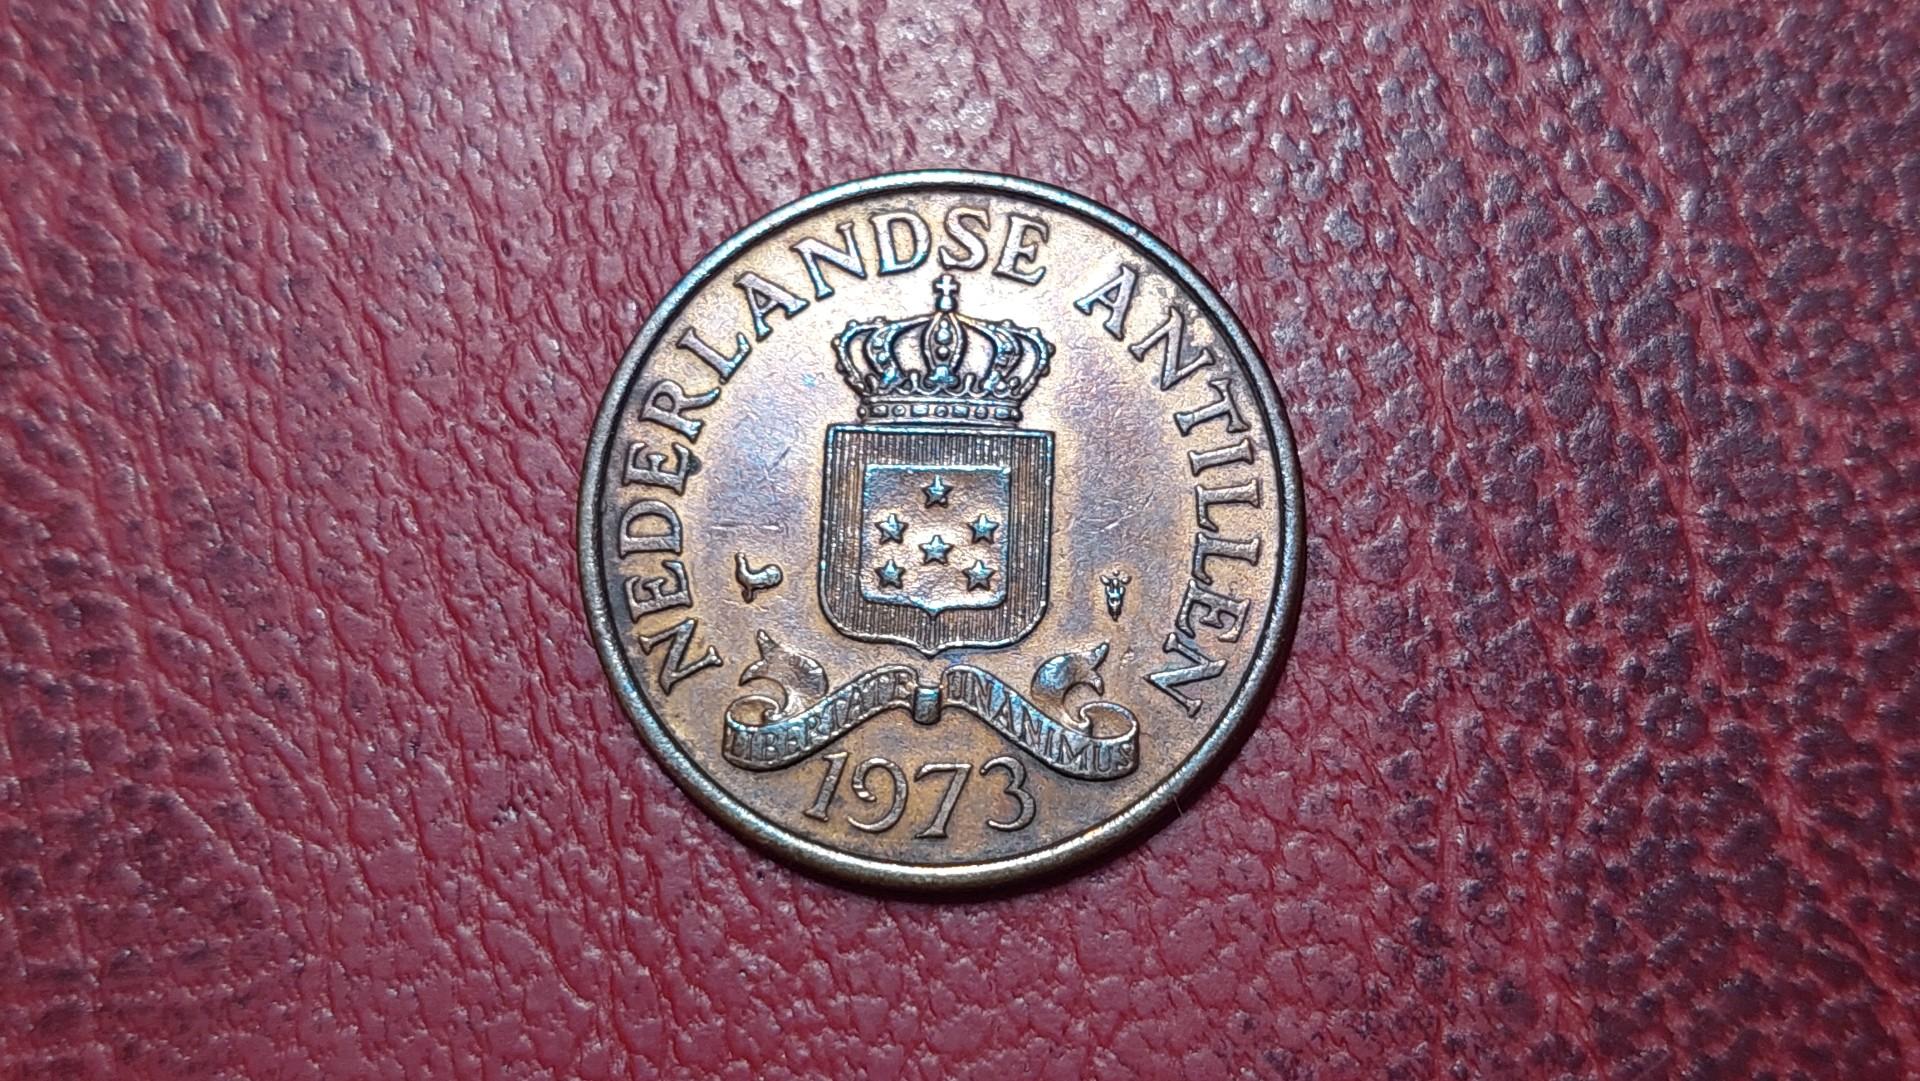 NEDERLANDSE ANTILLEN
LIBERTATE UNANIMUS
1973